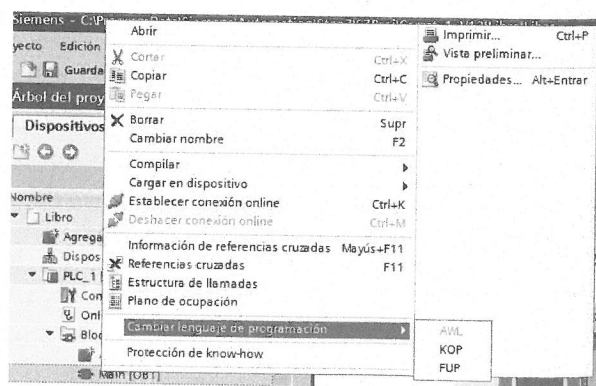 Siemens - C:\P
yecto Edición
Guarda
Árbol del proy
Dispositivos
Nombre
Libro
Agrega
Dispos
PLC_1
Con
Onl
Bloc
Main [OB1]
Abrir
Cortar Ctrl+X
Copiar Ctrl+C
Pegar Ctrl+V
Borrar Supr
Cambiar nombre F2
Compilar
Cargar en dispositivo
Establecer conexión online Ctrl+K
Deshacer conexión online Ctrl+M
Información de referencias cruzadas Mayús+F11
Referencias cruzadas F11
Estructura de llamadas
Plano de ocupación
Cambiar lenguaje de programación
Protección de know-how
Imprimir... Ctrl+P
Vista preliminar...
Propiedades... Alt+Entrar
AWL
KOP
FUP